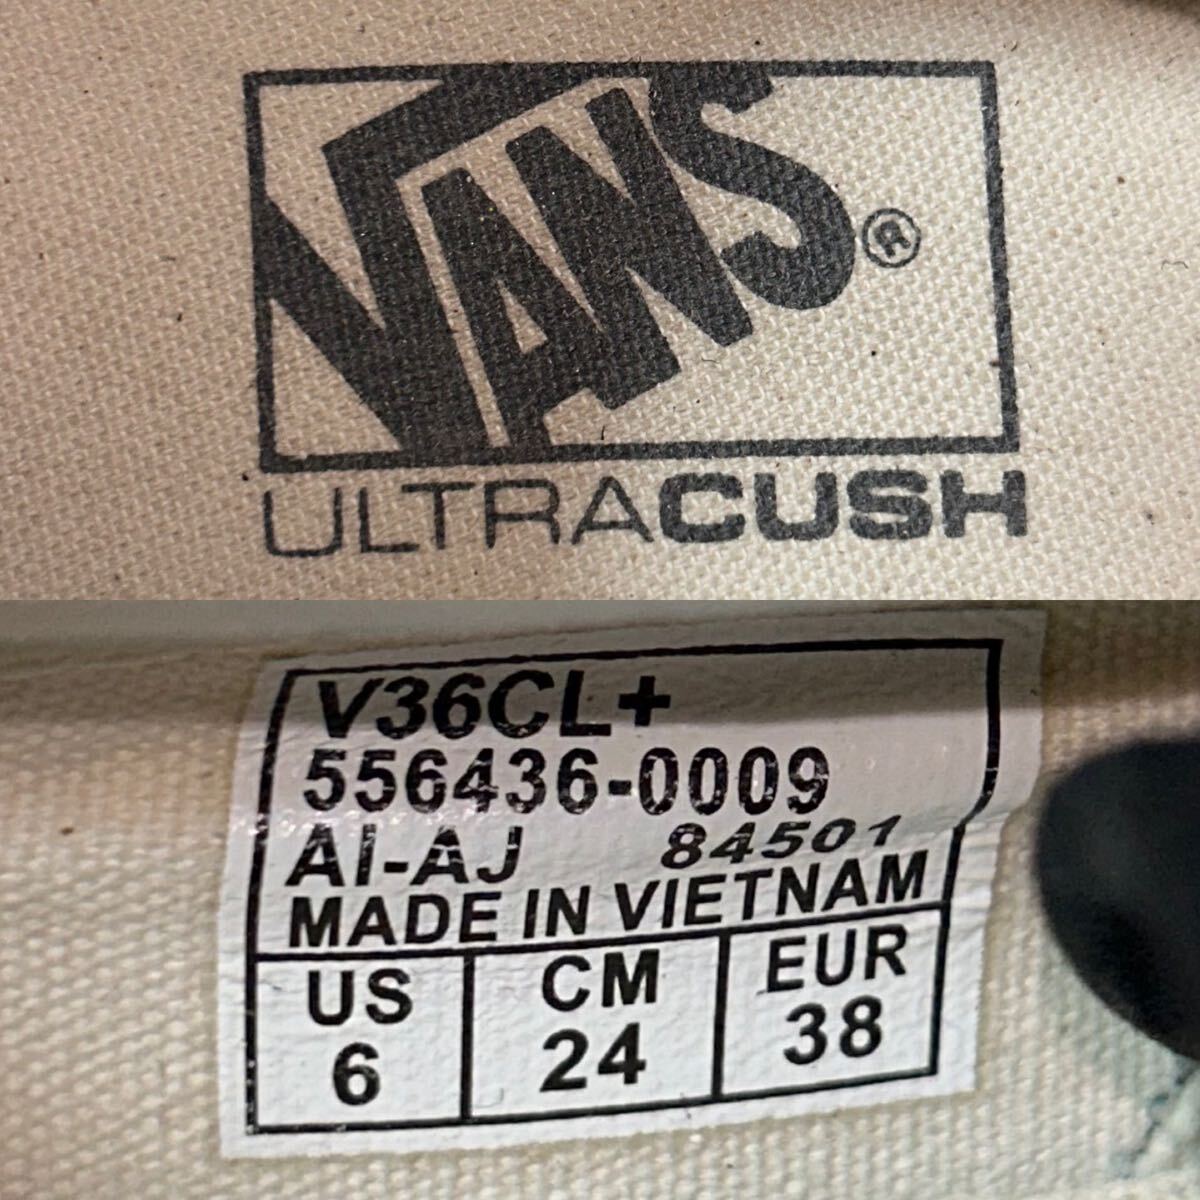 VANS®
ULTRACUSH
V36CL+
556436-0009
AI-AJ 84501
MADE IN VIETNAM
US CM EUR
6 24 38